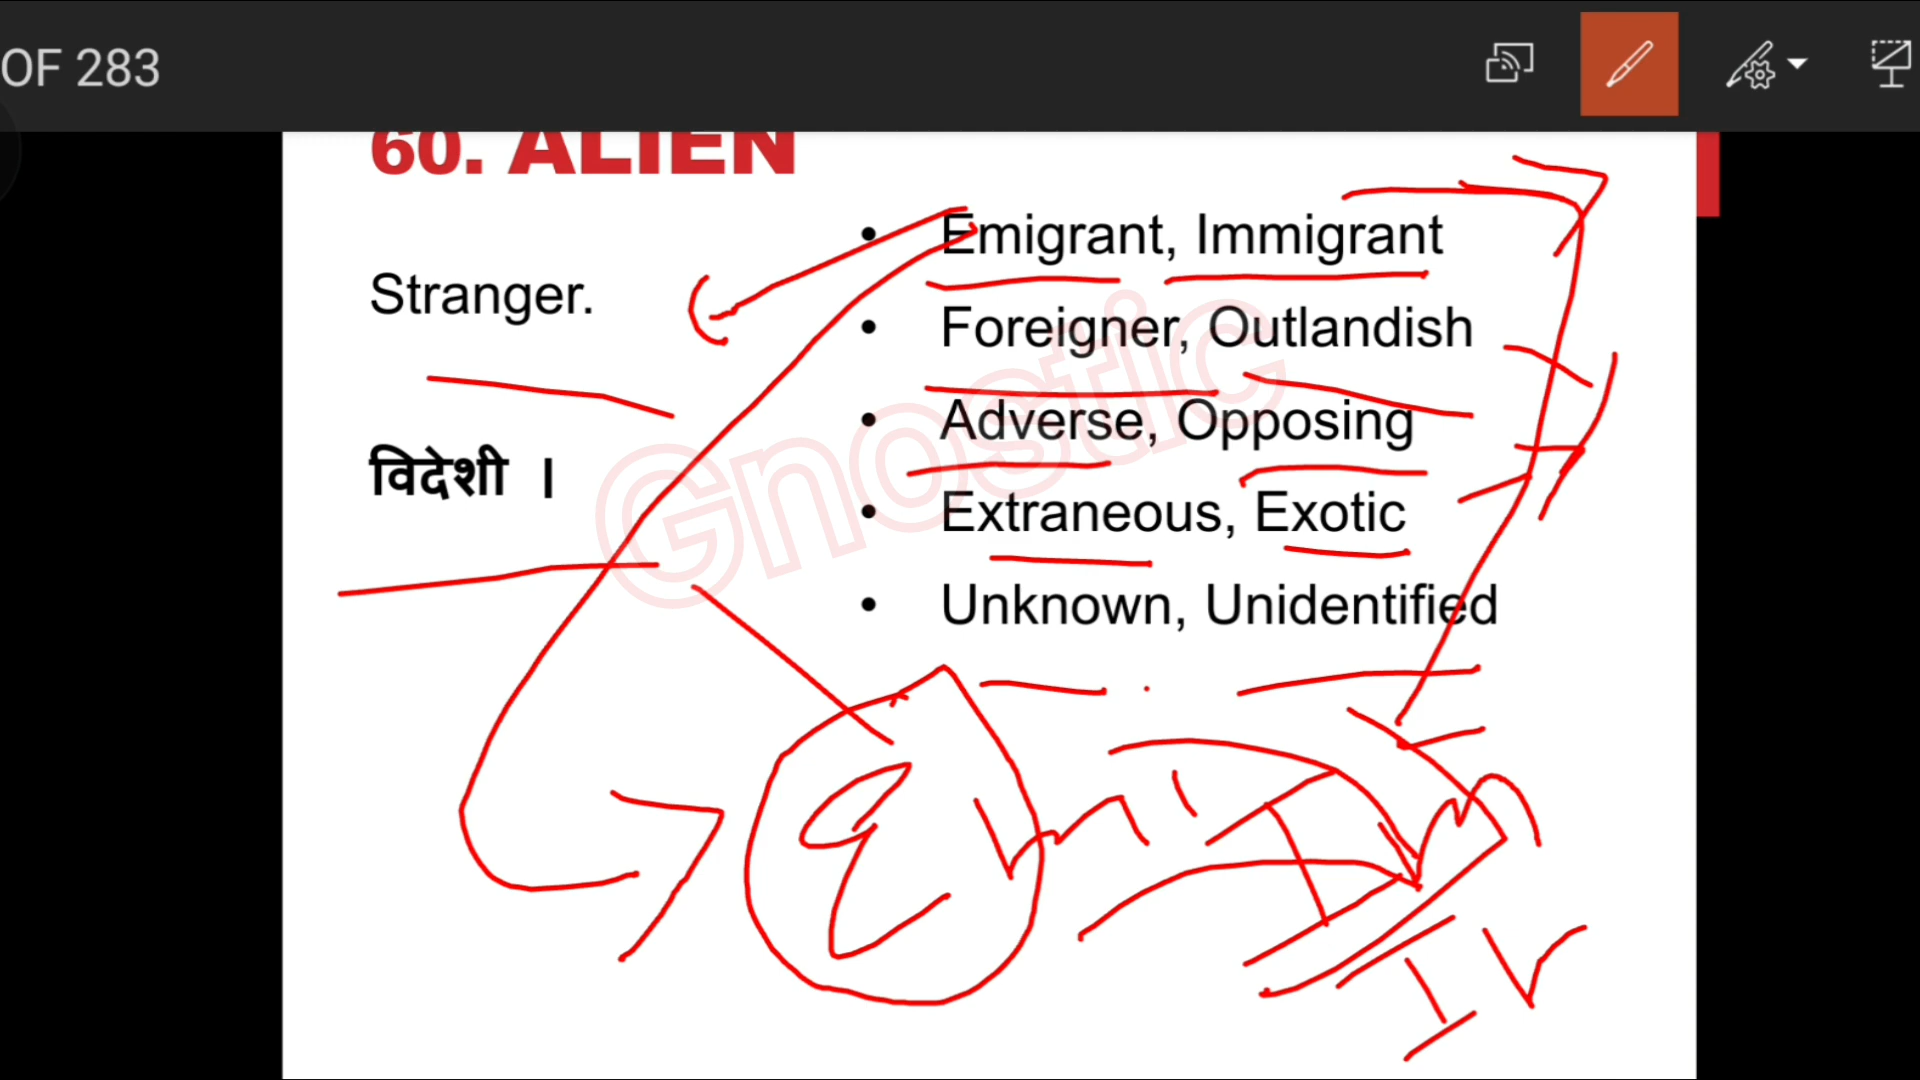 OF 283
60. ALIEN
Stranger.
विदेशी ।
• Emigrant, Immigrant
• Foreigner, Outlandish
• Adverse, Opposing
• Extraneous, Exotic
• Unknown, Unidentified
Gnostic